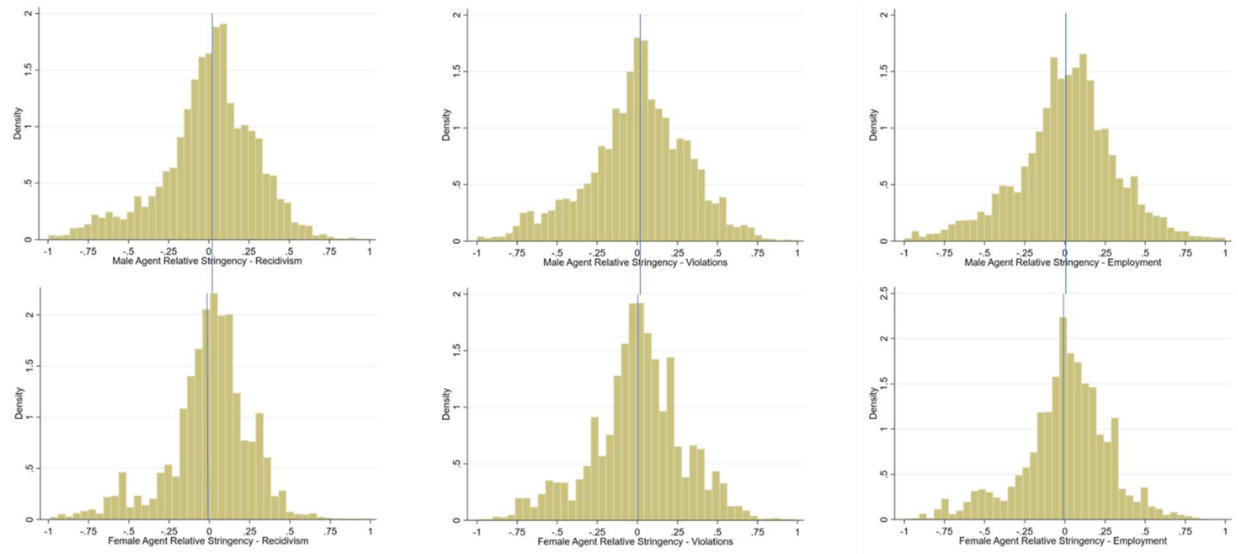 Density
2
1.5
1
.5
0
-1 -.75 -.5 -.25 0 .25 .5 .75 1
Male Agent Relative Stringency - Recidivism
Density
2
1.5
1
.5
0
-1 -.75 -.5 -.25 0 .25 .5 .75 1
Male Agent Relative Stringency - Violations
Density
2
1.5
1
.5
0
-1 -.75 -.5 -.25 0 .25 .5 .75 1
Male Agent Relative Stringency - Employment
Density
2
1.5
1
.5
0
-1 -.75 -.5 -.25 0 .25 .5 .75 1
Female Agent Relative Stringency - Recidivism
Density
2
1.5
1
.5
0
-1 -.75 -.5 -.25 0 .25 .5 .75 1
Female Agent Relative Stringency - Violations
Density
2.5
2
1.5
1
.5
0
-1 -.75 -.5 -.25 0 .25 .5 .75 1
Female Agent Relative Stringency - Employment